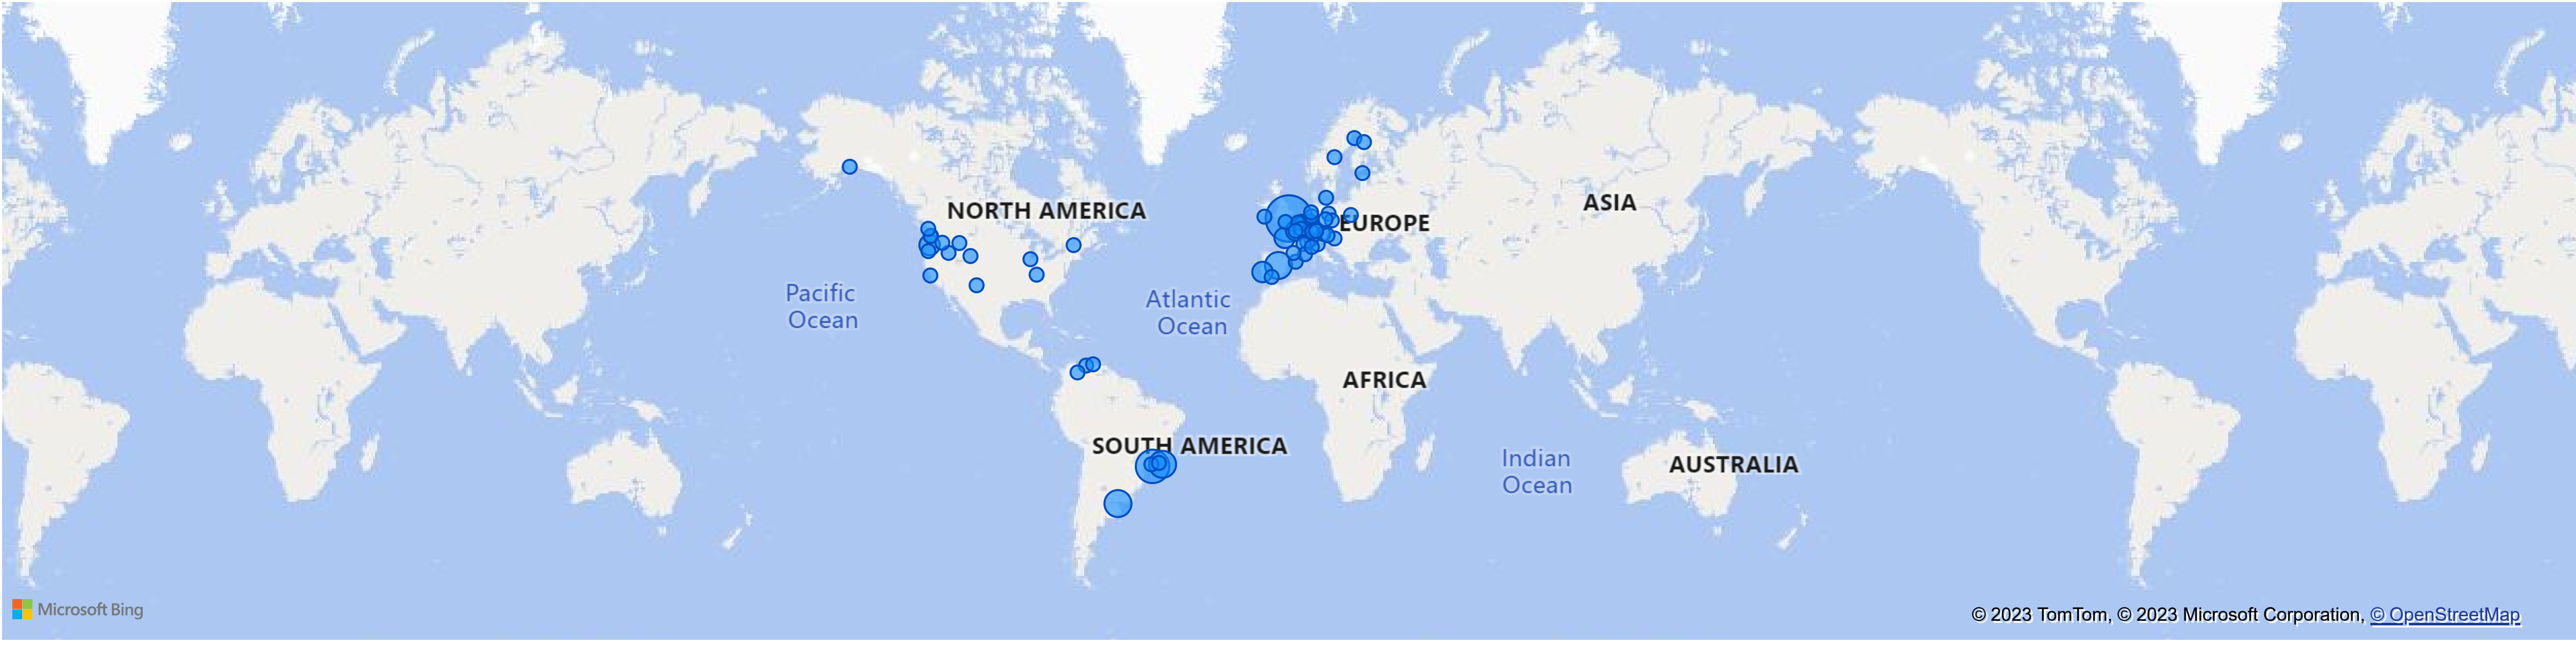 NORTH AMERICA
EUROPE
ASIA
Pacific
Ocean
Atlantic
Ocean
AFRICA
SOUTH AMERICA
Indian
Ocean
AUSTRALIA
Microsoft Bing
© 2023 TomTom, © 2023 Microsoft Corporation, © OpenStreetMap